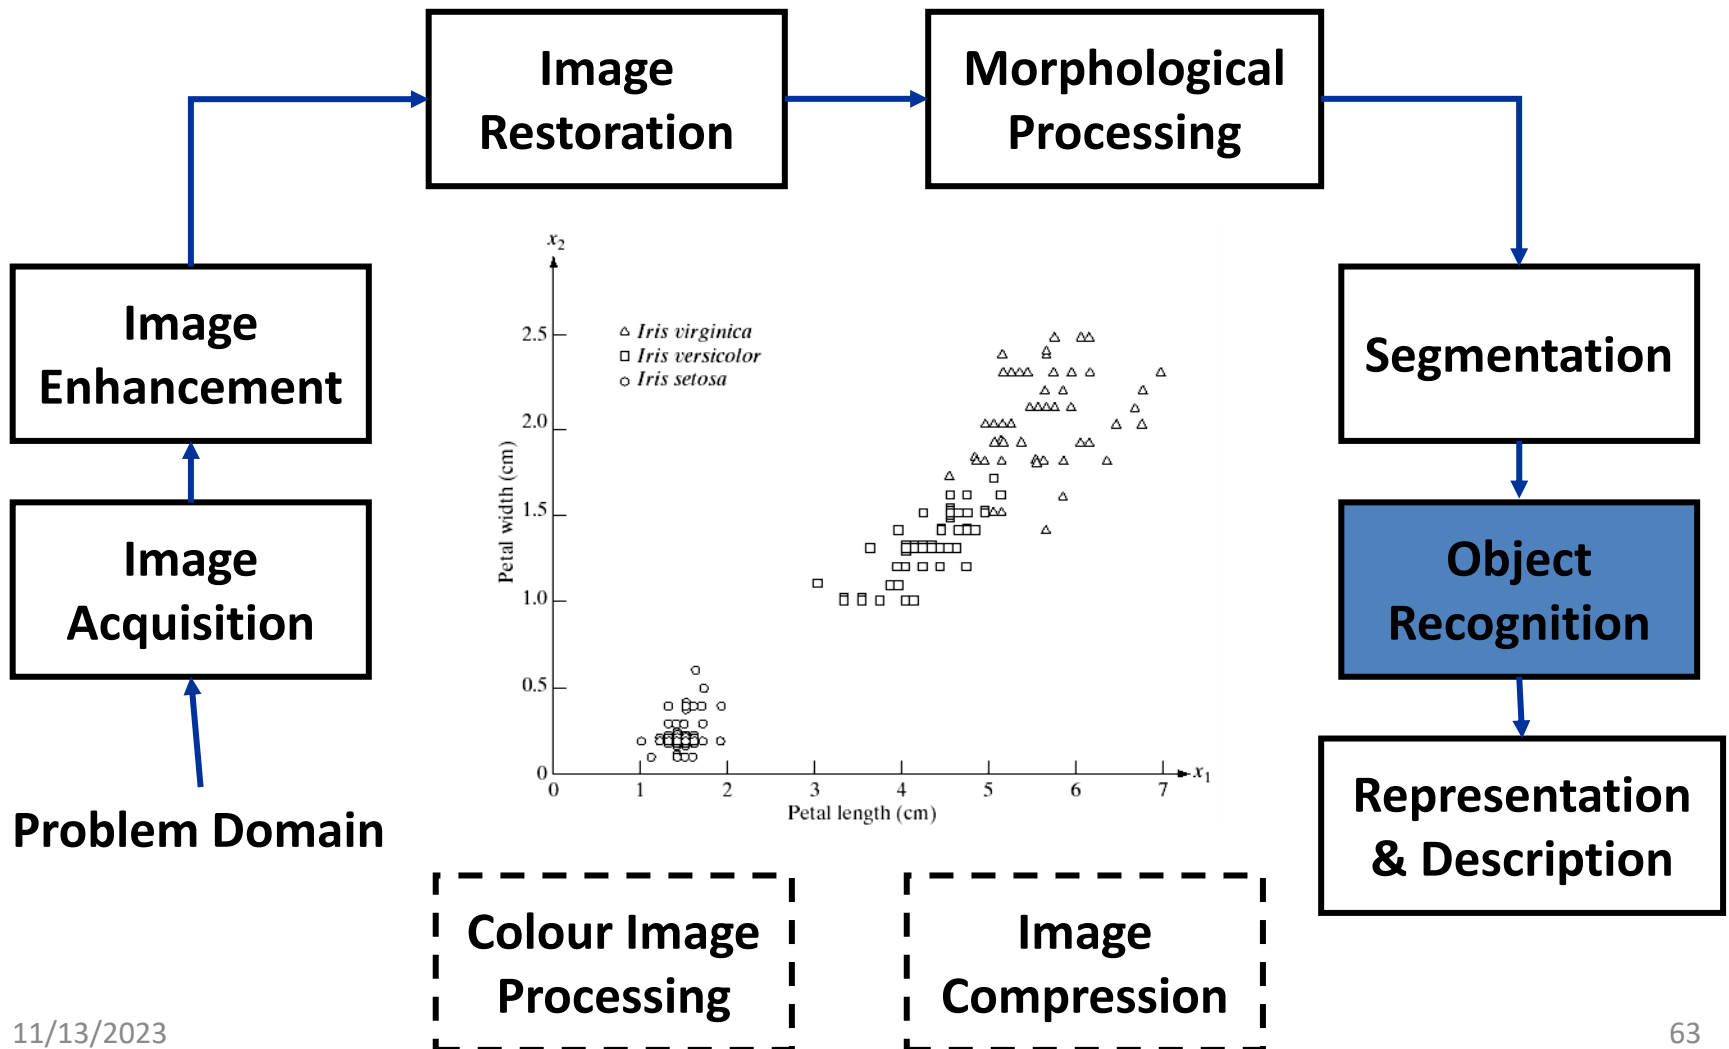 Image
Restoration
Morphological
Processing
Image
Enhancement
Segmentation
Image
Acquisition
Object
Recognition
Problem Domain
Representation
& Description
x2
2.5
2.0
1.5
1.0
0.5
0
Petal width (cm)
Iris virginica
Iris versicolor
Iris setosa
0 1 2 3 4 5 6 7
x1
Petal length (cm)
Colour Image
Processing
Image
Compression
11/13/2023
63